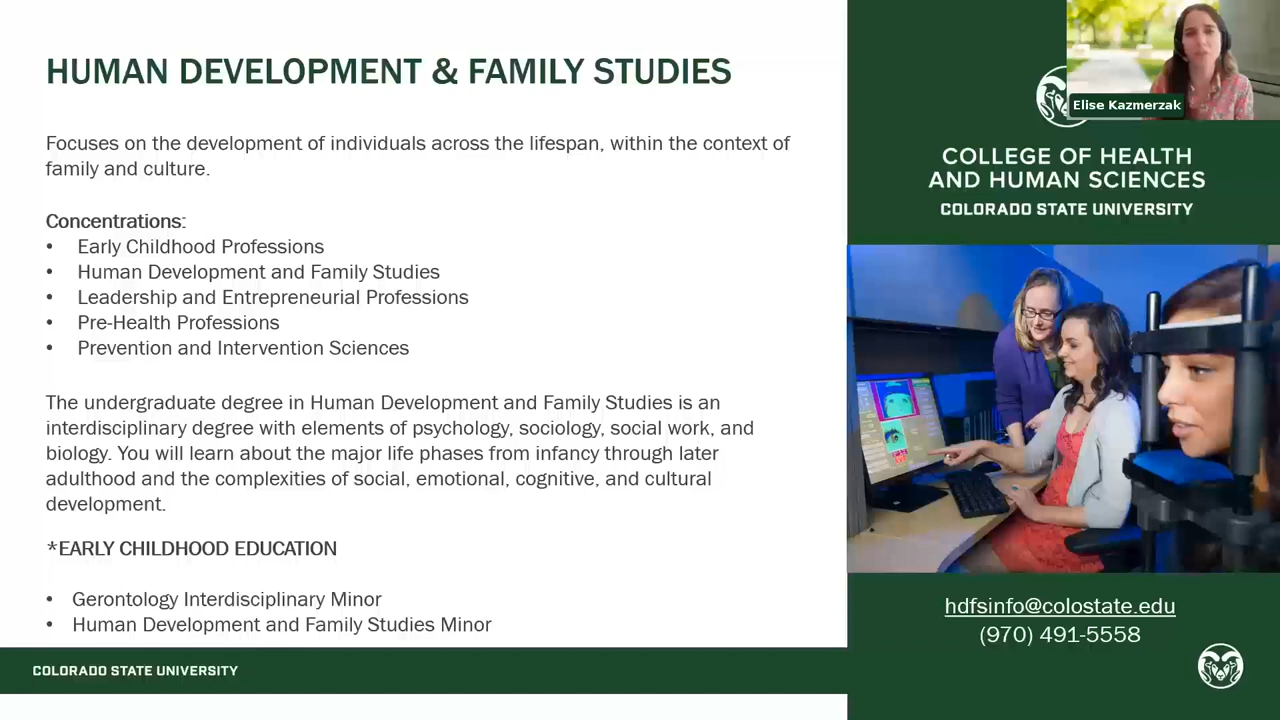 HUMAN DEVELOPMENT & FAMILY STUDIES
Focuses on the development of individuals across the lifespan, within the context of
family and culture.
Concentrations:
• Early Childhood Professions
• Human Development and Family Studies
• Leadership and Entrepreneurial Professions
• Pre-Health Professions
• Prevention and Intervention Sciences
The undergraduate degree in Human Development and Family Studies is an
interdisciplinary degree with elements of psychology, sociology, social work, and
biology. You will learn about the major life phases from infancy through later
adulthood and the complexities of social, emotional, cognitive, and cultural
development.
*EARLY CHILDHOOD EDUCATION
• Gerontology Interdisciplinary Minor
• Human Development and Family Studies Minor
COLORADO STATE UNIVERSITY
Elise Kazmerzak
COLLEGE OF HEALTH
AND HUMAN SCIENCES
COLORADO STATE UNIVERSITY
hdfsinfo@colostate.edu
(970) 491-5558